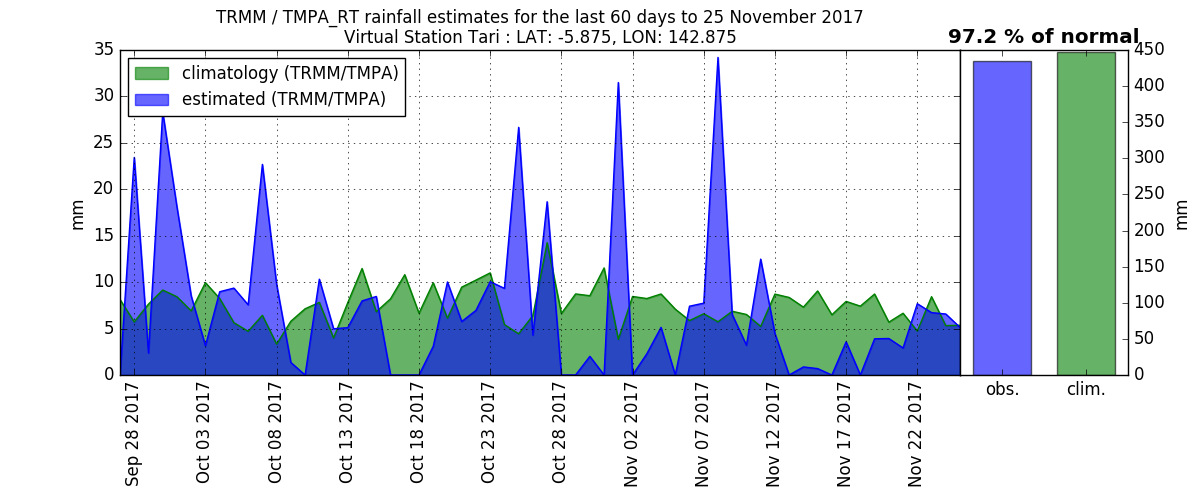 TRMM / TMPA_RT rainfall estimates for the last 60 days to 25 November 2017
Virtual Station Tari : LAT: -5.875, LON: 142.875
97.2 % of normal
climatology (TRMM/TMPA)
estimated (TRMM/TMPA)
35
30
25
20
15
10
5
0
mm
Sep 28 2017
Oct 03 2017
Oct 08 2017
Oct 13 2017
Oct 18 2017
Oct 23 2017
Oct 28 2017
Nov 02 2017
Nov 07 2017
Nov 12 2017
Nov 17 2017
Nov 22 2017
450
400
350
300
250
200
150
100
50
0
mm
obs.
clim.